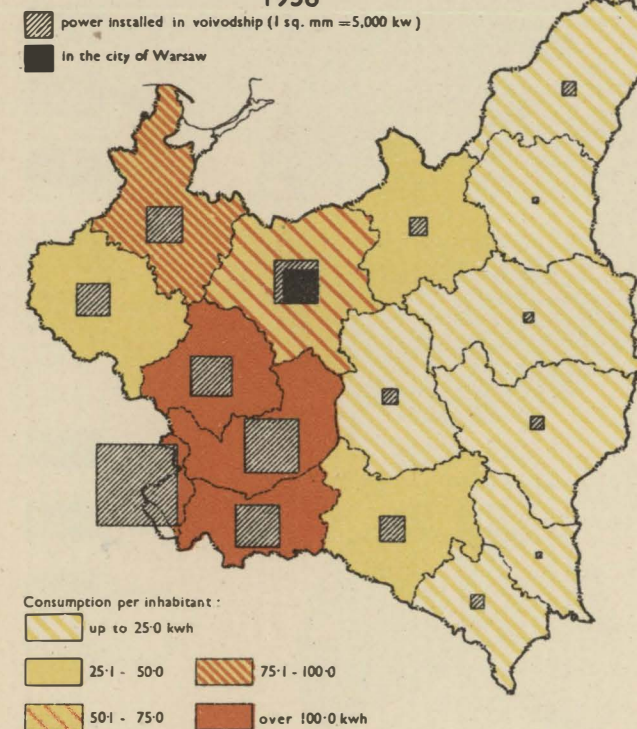 power installed in voivodship (1 sq. mm = 5,000 kw)
in the city of Warsaw
Consumption per inhabitant :
up to 25·0 kwh
25·1 - 50·0
75·1 - 100·0
50·1 - 75·0
over 100·0 kwh